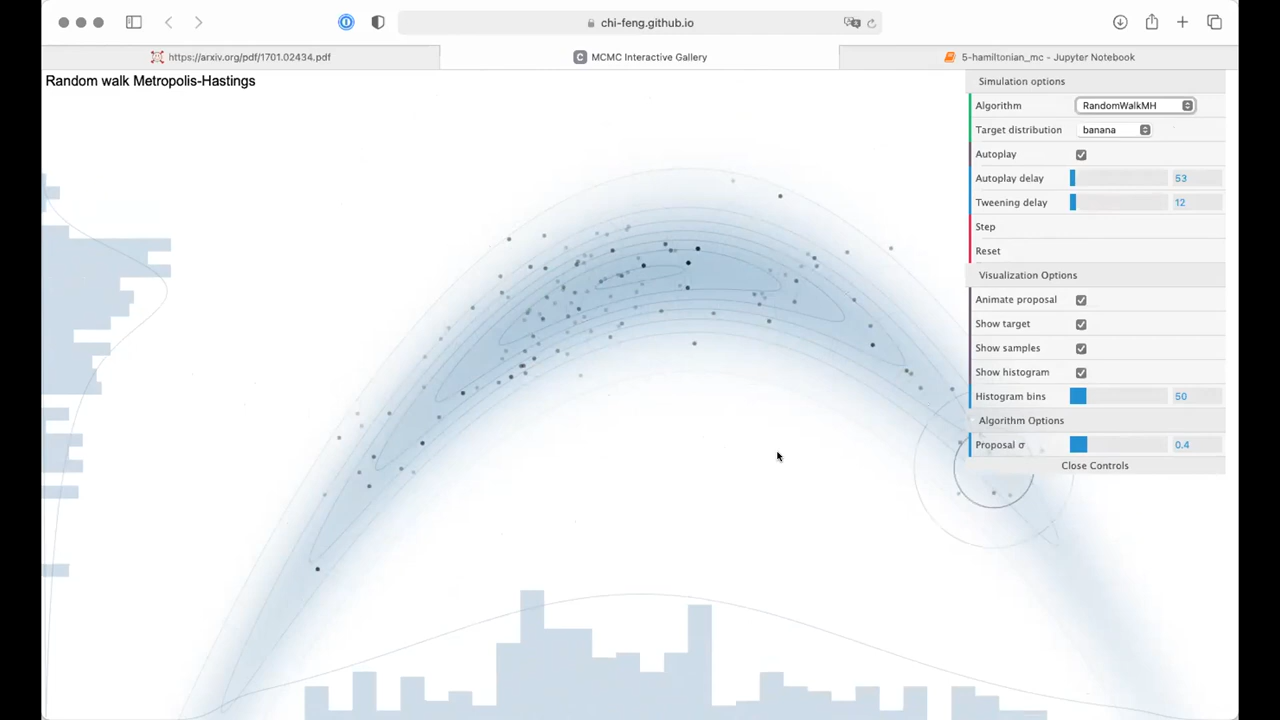 chi-feng.github.io
https://arxiv.org/pdf/1701.02434.pdf
C MCMC Interactive Gallery
5-hamiltonian_mc - Jupyter Notebook
Random walk Metropolis-Hastings
Simulation options
Algorithm RandomWalkMH
Target distribution banana
Autoplay
Autoplay delay 53
Tweening delay 12
Step
Reset
Visualization Options
Animate proposal
Show target
Show samples
Show histogram
Histogram bins 50
Algorithm Options
Proposal σ 0.4
Close Controls